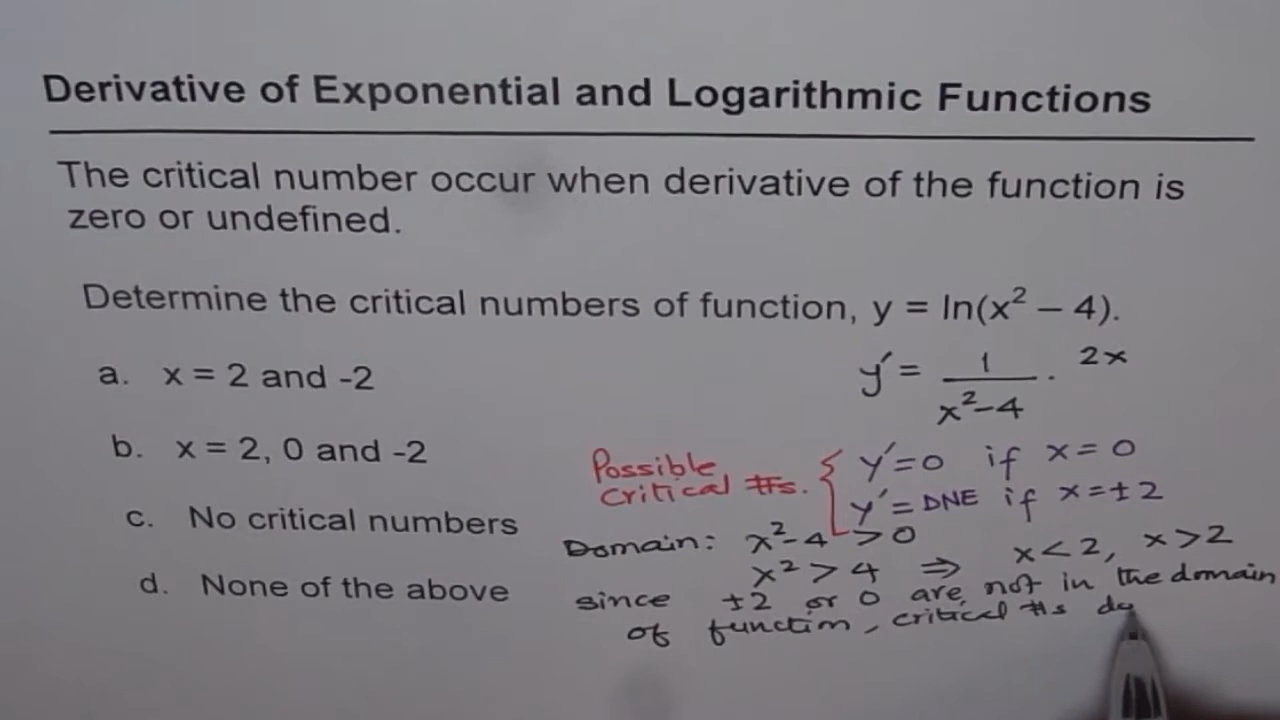 Derivative of Exponential and Logarithmic Functions
The critical number occur when derivative of the function is
zero or undefined.
Determine the critical numbers of function, y = ln(x² – 4).
a. x = 2 and -2
b. x = 2, 0 and -2
c. No critical numbers
d. None of the above
y′ = 1/(x²-4) · 2x
Possible
Critical #s.
y′=0 if x=0
y′= DNE if x=±2
Domain: x²-4 >0
x² > 4 ⇒ x<2, x>2
since ±2 or 0 are not in the domain
of function, critical #s do